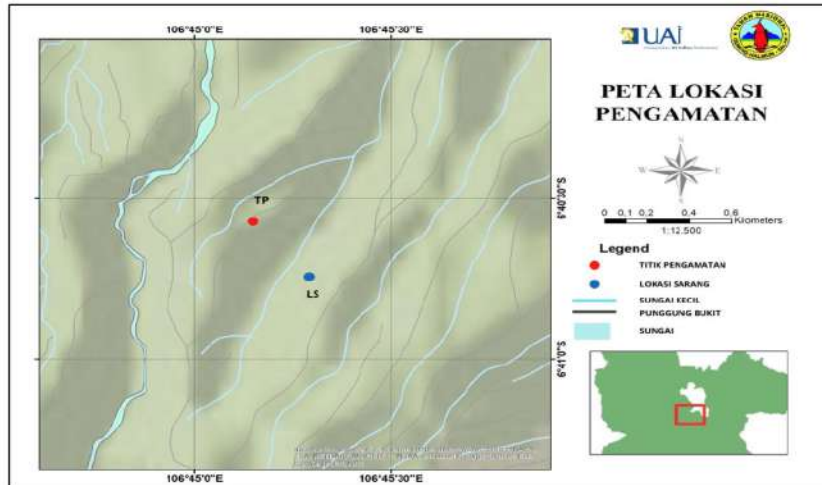 106°45'0"E 106°45'30"E
TP
LS
6°40'30"S
6°41'0"S
106°45'0"E 106°45'30"E
UAI
PETA LOKASI
PENGAMATAN
N
W E
S
0 0,1 0,2 0,4 0,6
Kilometers
1:12.500
Legend
TITIK PENGAMATAN
LOKASI SARANG
SUNGAI KECIL
PUNGGUNG BUKIT
SUNGAI